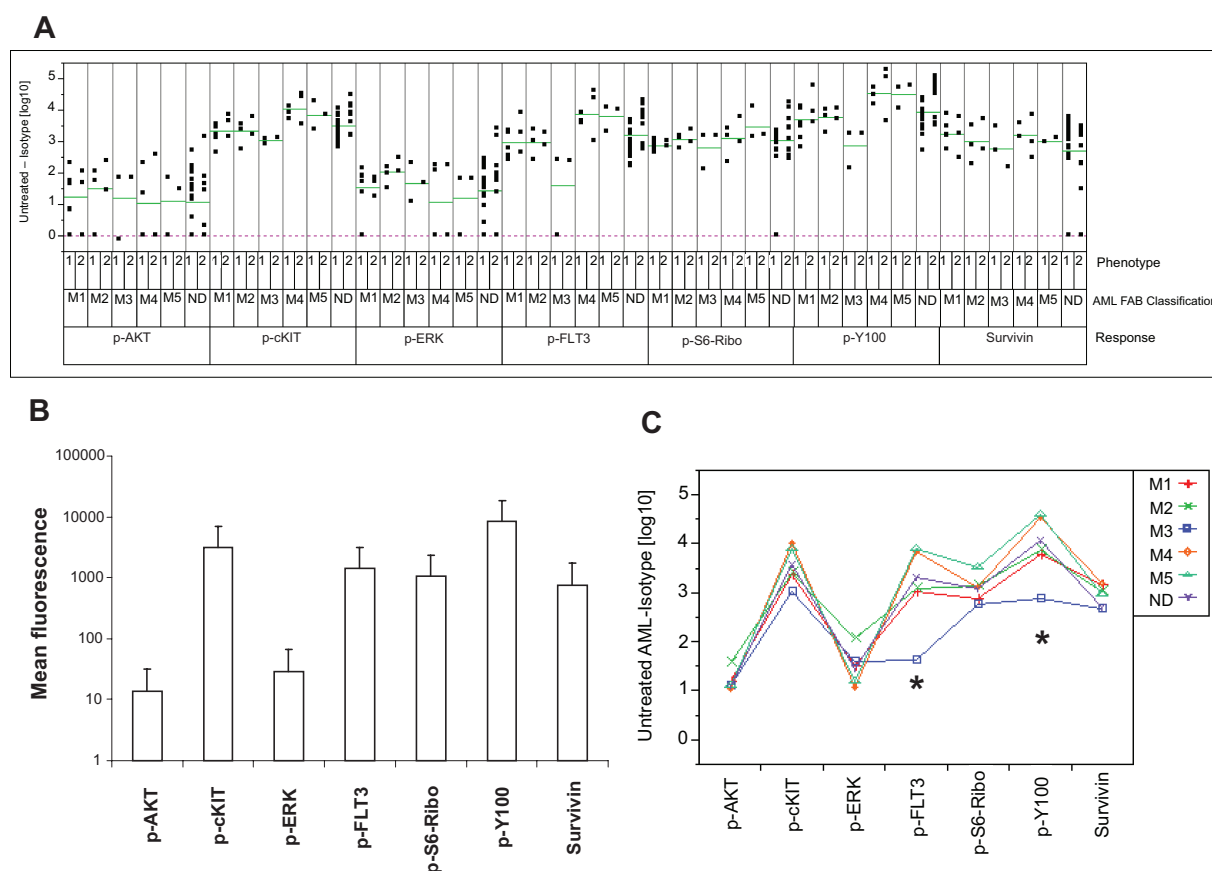 A
Untreated – Isotype [log10]
5
4
3
2
1
0
1 2 1 2 1 2 1 2 1 2 1 2 1 2 1 2 1 2 1 2 1 2 1 2 1 2 1 2 1 2 1 2 1 2 1 2 1 2 1 2 1 2 1 2 1 2 1 2 1 2 1 2 1 2 1 2 1 2 1 2 1 2 1 2 1 2 1 2 1 2 1 2 1 2 1 2 1 2 1 2 1 2 1 2 Phenotype
M1 M2 M3 M4 M5 ND M1 M2 M3 M4 M5 ND M1 M2 M3 M4 M5 ND M1 M2 M3 M4 M5 ND M1 M2 M3 M4 M5 ND M1 M2 M3 M4 M5 ND M1 M2 M3 M4 M5 ND AML FAB Classification
p-AKT p-cKIT p-ERK p-FLT3 p-S6-Ribo p-Y100 Survivin Response
B
Mean fluorescence
100000
10000
1000
100
10
1
p-AKT
p-cKIT
p-ERK
p-FLT3
p-S6-Ribo
p-Y100
Survivin
C
Untreated AML-Isotype [log10]
5
4
3
2
1
0
*
*
p-AKT
p-cKIT
p-ERK
p-FLT3
p-S6-Ribo
p-Y100
Survivin
M1
M2
M3
M4
M5
ND